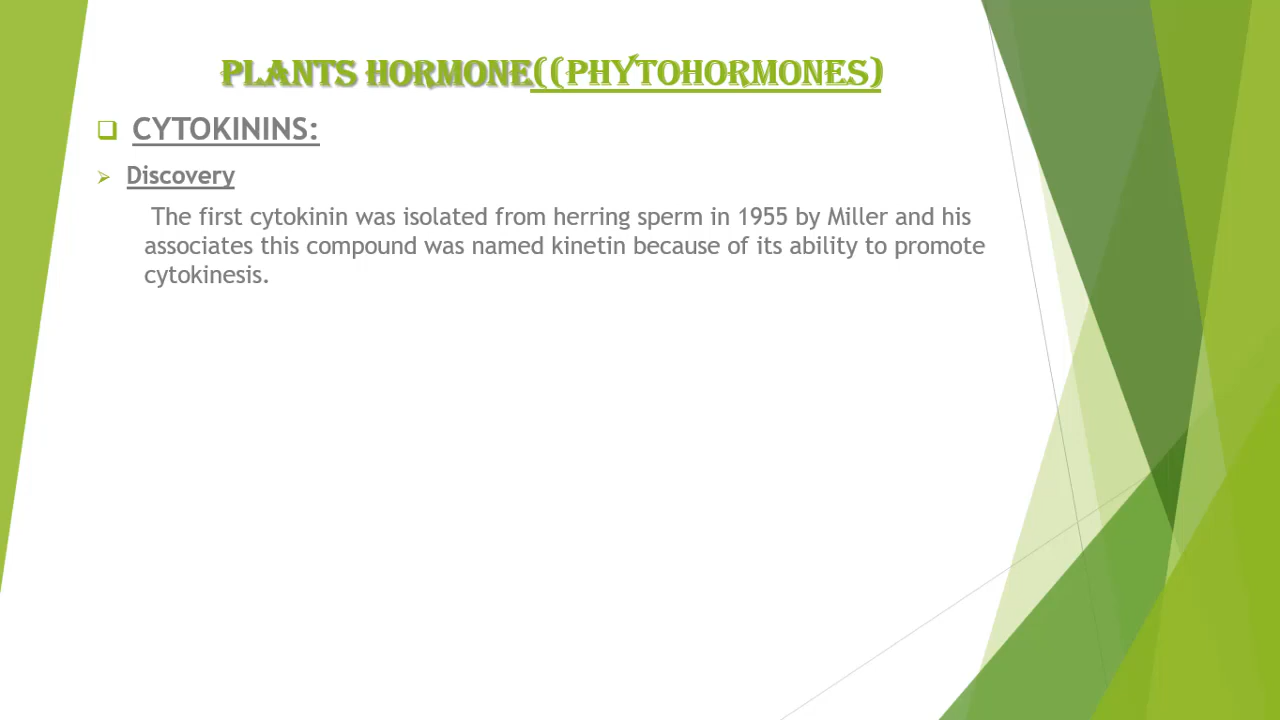 PLANTS HORMONE((PHYTOHORMONES)
CYTOKININS:
Discovery
The first cytokinin was isolated from herring sperm in 1955 by Miller and his
associates this compound was named kinetin because of its ability to promote
cytokinesis.